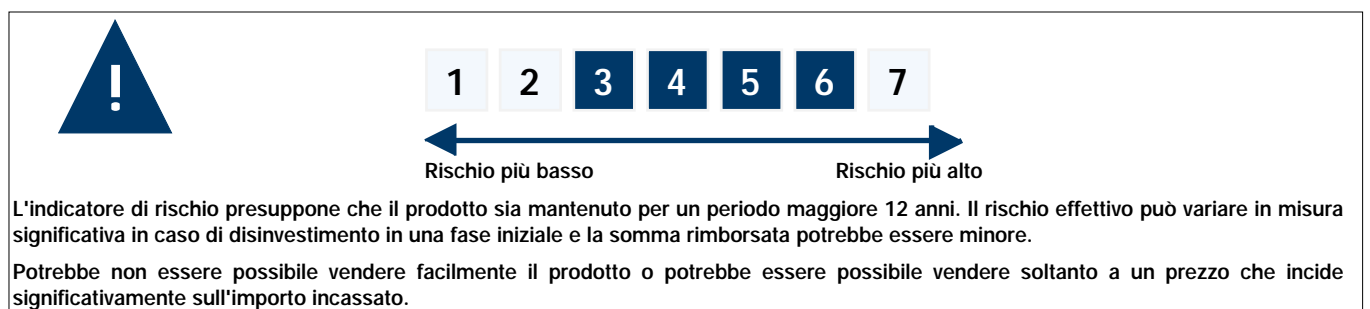 !
1 2 3 4 5 6 7
Rischio più basso Rischio più alto
L'indicatore di rischio presuppone che il prodotto sia mantenuto per un periodo maggiore 12 anni. Il rischio effettivo può variare in misura
significativa in caso di disinvestimento in una fase iniziale e la somma rimborsata potrebbe essere minore.
Potrebbe non essere possibile vendere facilmente il prodotto o potrebbe essere possibile vendere soltanto a un prezzo che incide
significativamente sull'importo incassato.